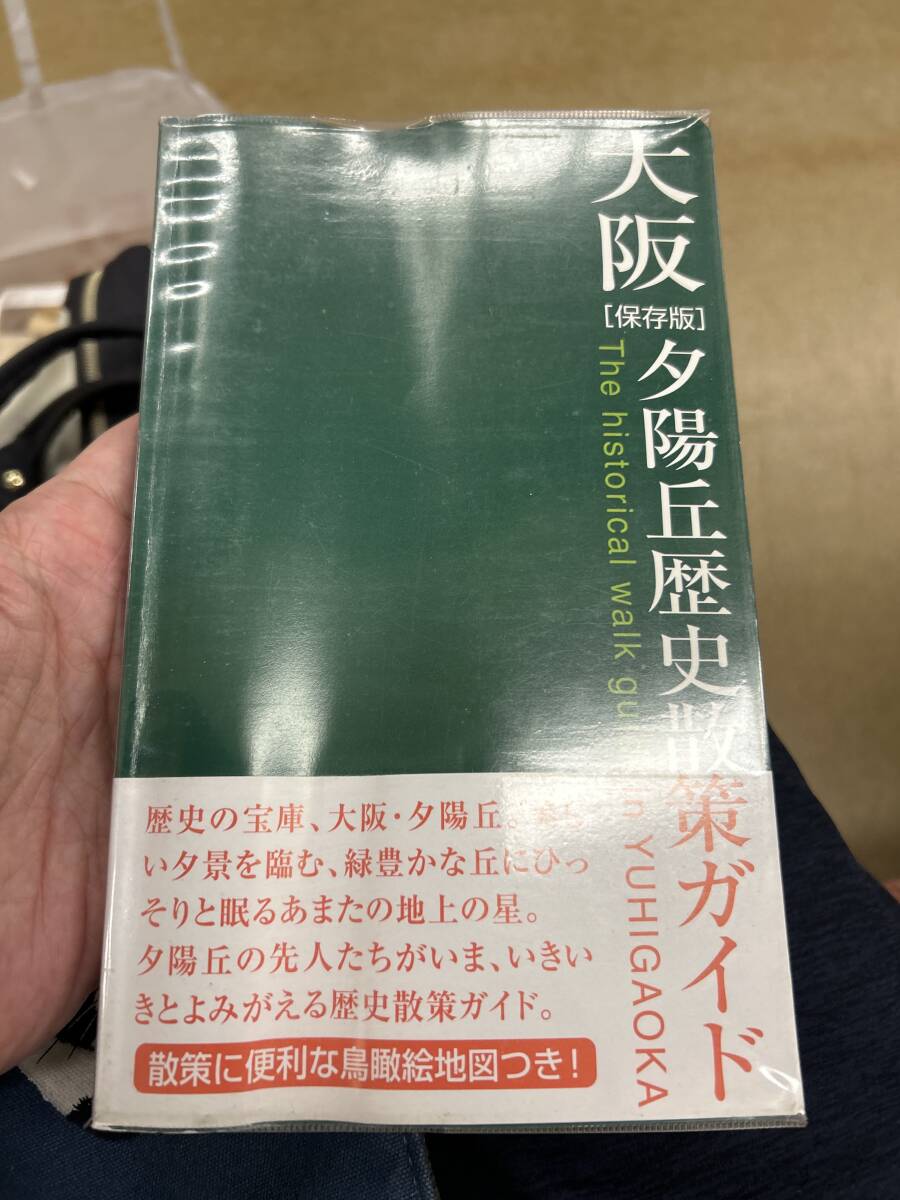 大阪
[保存版]
夕陽丘歴史散策ガイド
The historical walk in YUHIGAOKA
歴史の宝庫、大阪・夕陽丘。
い夕景を臨む、緑豊かな丘にひっ
そりと眠るあまたの地上の星。
夕陽丘の先人たちがいま、いきい
きとよみがえる歴史散策ガイド。
散策に便利な鳥瞰絵地図つき!